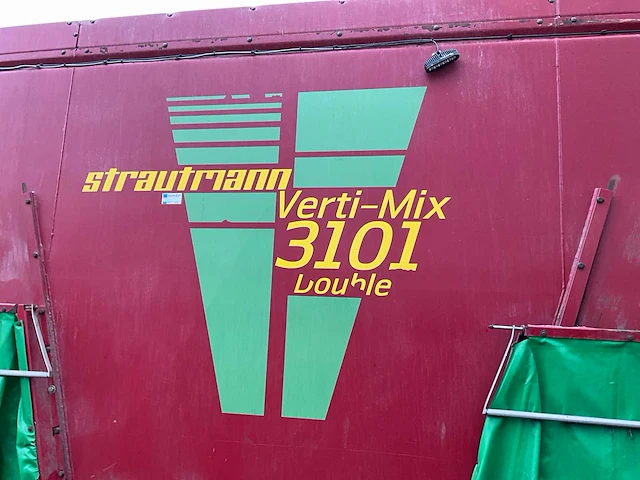 strautmann
Verti-Mix
3101
Double